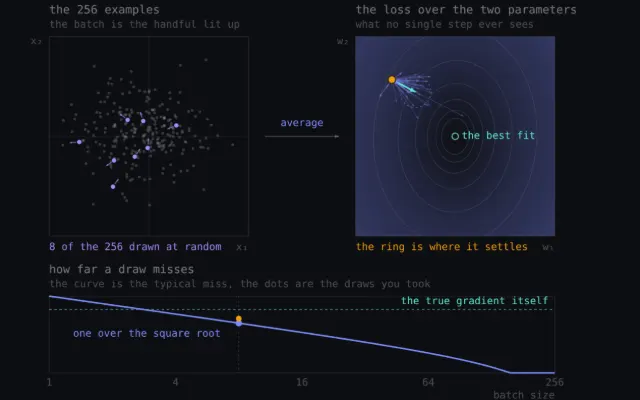 the 256 examples
the batch is the handful lit up
x₂
average
8 of the 256 drawn at random
x₁
the loss over the two parameters
what no single step ever sees
w₂
the best fit
the ring is where it settles
w₁
how far a draw misses
the curve is the typical miss, the dots are the draws you took
the true gradient itself
one over the square root
1 4 16 64 256
batch size